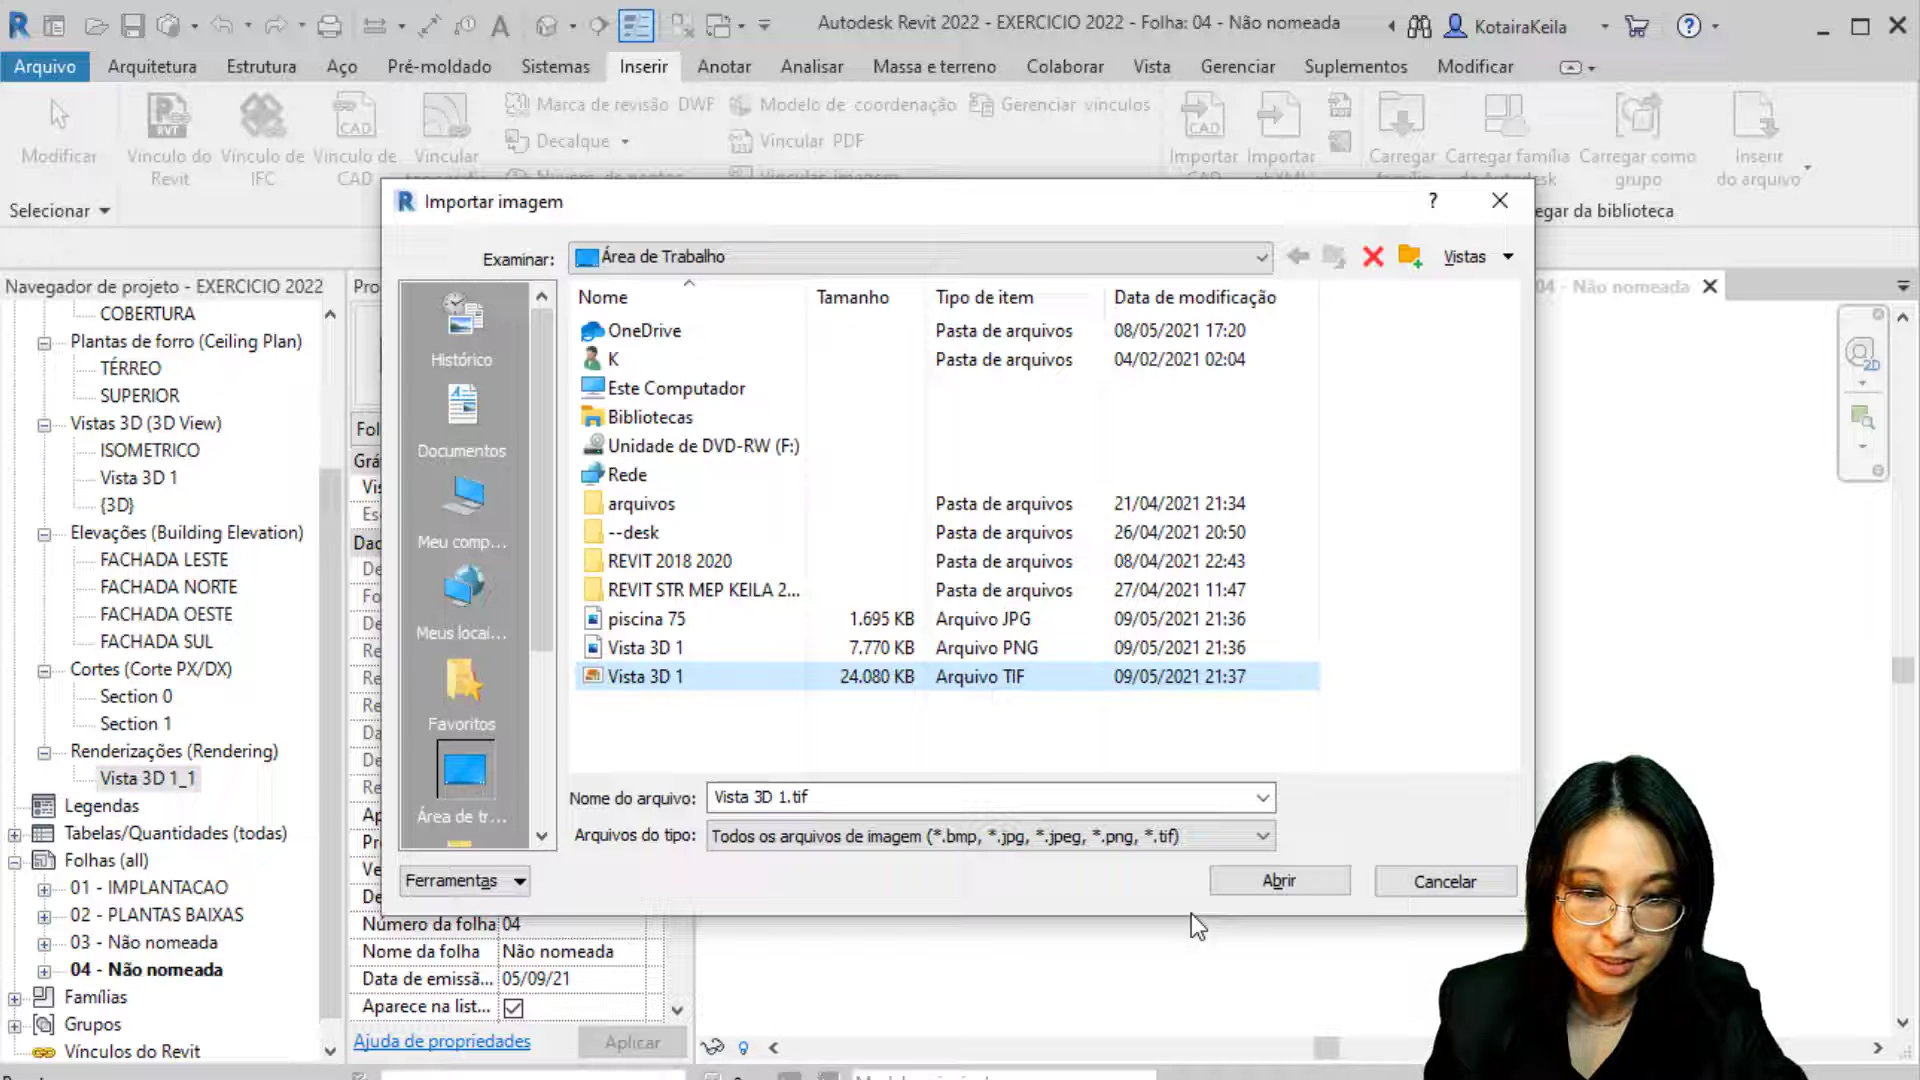 Autodesk Revit 2022 - EXERCICIO 2022 - Folha: 04 - Não nomeada
KotairaKeila
Arquivo Arquitetura Estrutura Aço Pré-moldado Sistemas Inserir Anotar Analisar Massa e terreno Colaborar Vista Gerenciar Suplementos Modificar
Modificar
Vínculo do Revit
Vínculo de IFC
Vínculo de CAD
Vincular
Marca de revisão DWF
Decalque
Modelo de coordenação
Vincular PDF
Vincular imagem
Gerenciar vínculos
Importar CAD
Importar
Carregar
Carregar família
Carregar como grupo
Inserir do arquivo
Selecionar
egar da biblioteca
Navegador de projeto - EXERCICIO 2022
COBERTURA
Plantas de forro (Ceiling Plan)
TÉRREO
SUPERIOR
Vistas 3D (3D View)
ISOMETRICO
Vista 3D 1
{3D}
Elevações (Building Elevation)
FACHADA LESTE
FACHADA NORTE
FACHADA OESTE
FACHADA SUL
Cortes (Corte PX/DX)
Section 0
Section 1
Renderizações (Rendering)
Vista 3D 1_1
Legendas
Tabelas/Quantidades (todas)
Folhas (all)
01 - IMPLANTACAO
02 - PLANTAS BAIXAS
03 - Não nomeada
04 - Não nomeada
Famílias
Grupos
Vínculos do Revit
Número da folha 04
Nome da folha Não nomeada
Data de emissã... 05/09/21
Aparece na list...
Ajuda de propriedades
Aplicar
04 - Não nomeada
Importar imagem
Examinar: Área de Trabalho
Vistas
Histórico
Documentos
Meu comp...
Meus locai...
Favoritos
Área de tr...
Nome Tamanho Tipo de item Data de modificação
OneDrive Pasta de arquivos 08/05/2021 17:20
K Pasta de arquivos 04/02/2021 02:04
Este Computador
Bibliotecas
Unidade de DVD-RW (F:)
Rede
arquivos Pasta de arquivos 21/04/2021 21:34
--desk Pasta de arquivos 26/04/2021 20:50
REVIT 2018 2020 Pasta de arquivos 08/04/2021 22:43
REVIT STR MEP KEILA 2... Pasta de arquivos 27/04/2021 11:47
piscina 75 1.695 KB Arquivo JPG 09/05/2021 21:36
Vista 3D 1 7.770 KB Arquivo PNG 09/05/2021 21:36
Vista 3D 1 24.080 KB Arquivo TIF 09/05/2021 21:37
Nome do arquivo: Vista 3D 1.tif
Arquivos do tipo: Todos os arquivos de imagem (*.bmp, *.jpg, *.jpeg, *.png, *.tif)
Ferramentas
Abrir
Cancelar